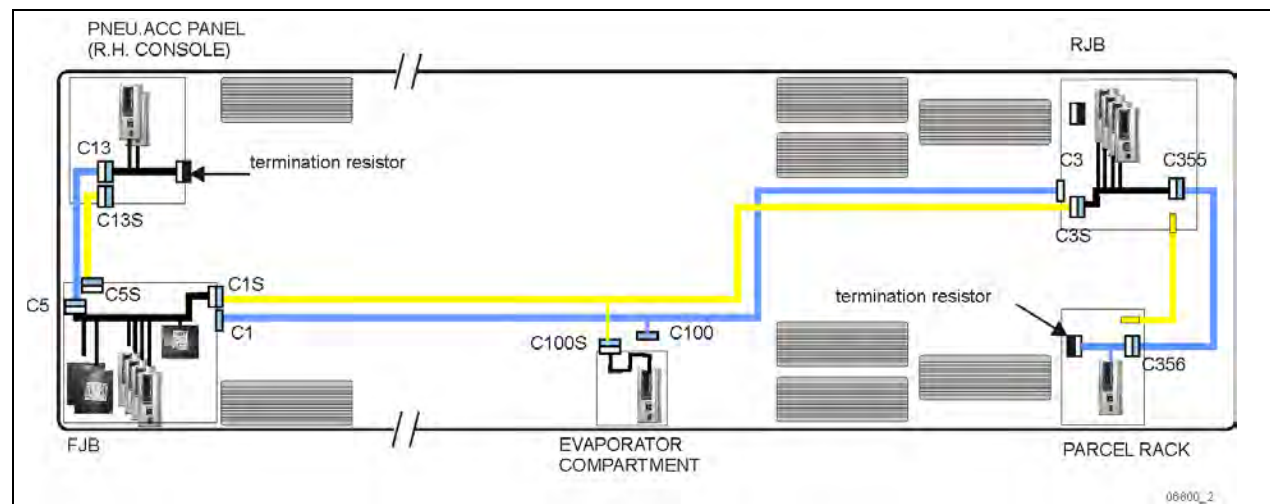 PNEU.ACC PANEL
(R.H. CONSOLE)
RJB
C13
termination resistor
C3
C355
C13S
C3S
C5
C5S
C1S
C1
termination resistor
C100S
C100
C356
FJB
EVAPORATOR
COMPARTMENT
PARCEL RACK
06600_2